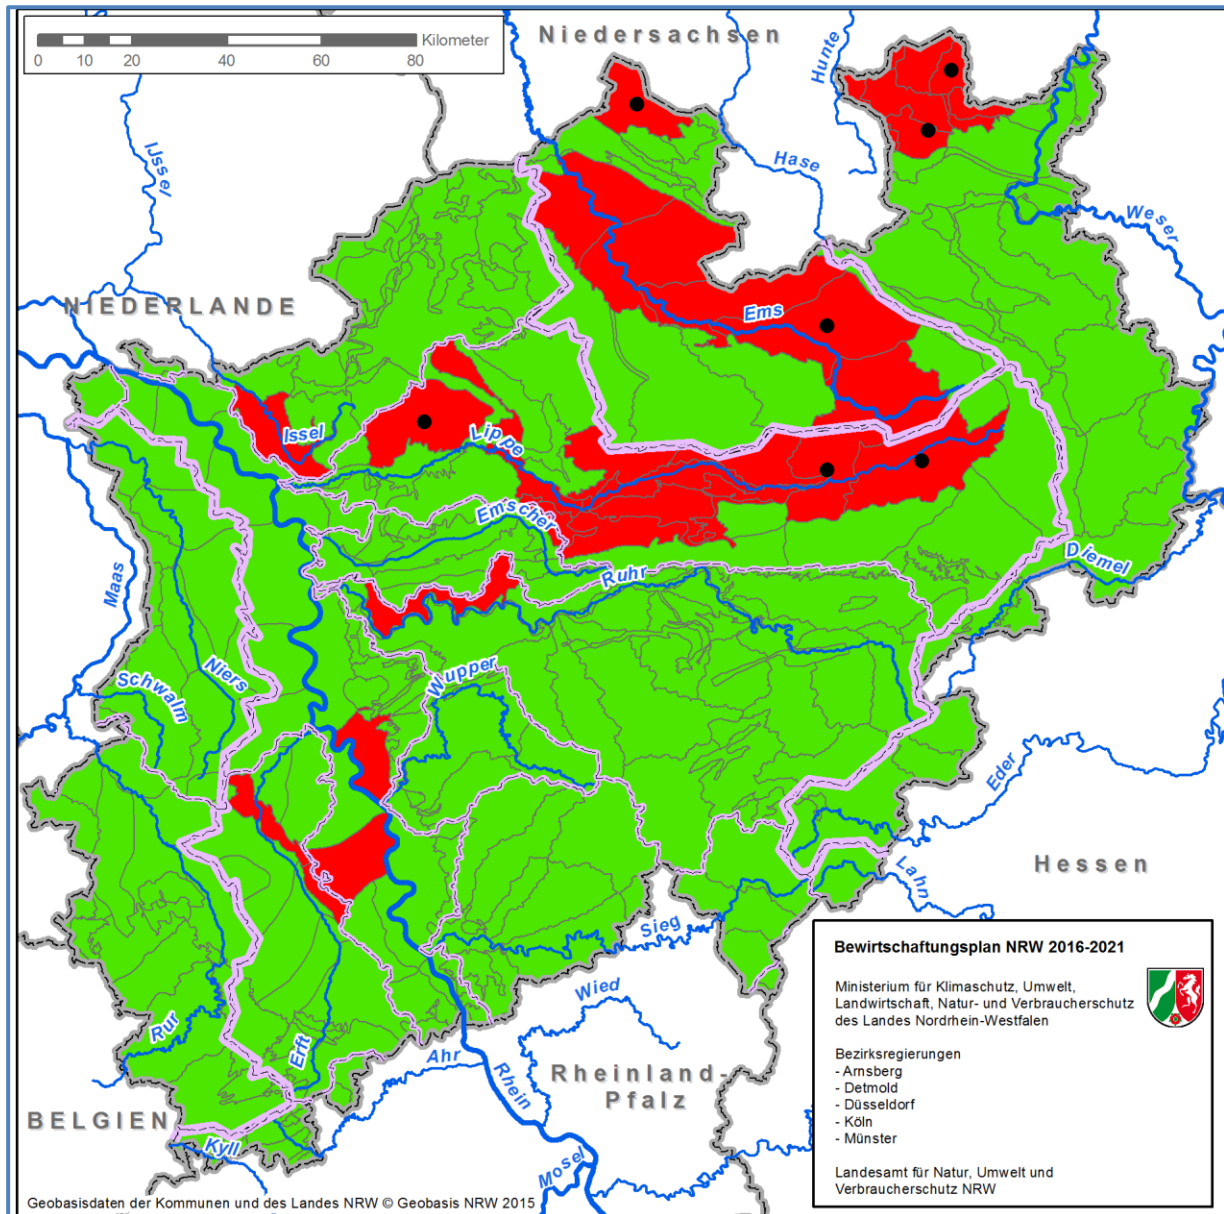 Kilometer
0 10 20 40 60 80
Niedersachsen
Hunte
IJssel
Hase
Weser
NIEDERLANDE
Ems
Issel
Lippe
Emscher
Maas
Ruhr
Diemel
Niers
Schwalm
Wupper
Eder
Hessen
Lahn
Sieg
Wied
Rur
Erft
Ahr
Rhein
Rheinland-
Pfalz
BELGIEN
Kyll
Mosel
Bewirtschaftungsplan NRW 2016-2021
Ministerium für Klimaschutz, Umwelt,
Landwirtschaft, Natur- und Verbraucherschutz
des Landes Nordrhein-Westfalen
Bezirksregierungen
- Arnsberg
- Detmold
- Düsseldorf
- Köln
- Münster
Landesamt für Natur, Umwelt und
Verbraucherschutz NRW
Geobasisdaten der Kommunen und des Landes NRW © Geobasis NRW 2015